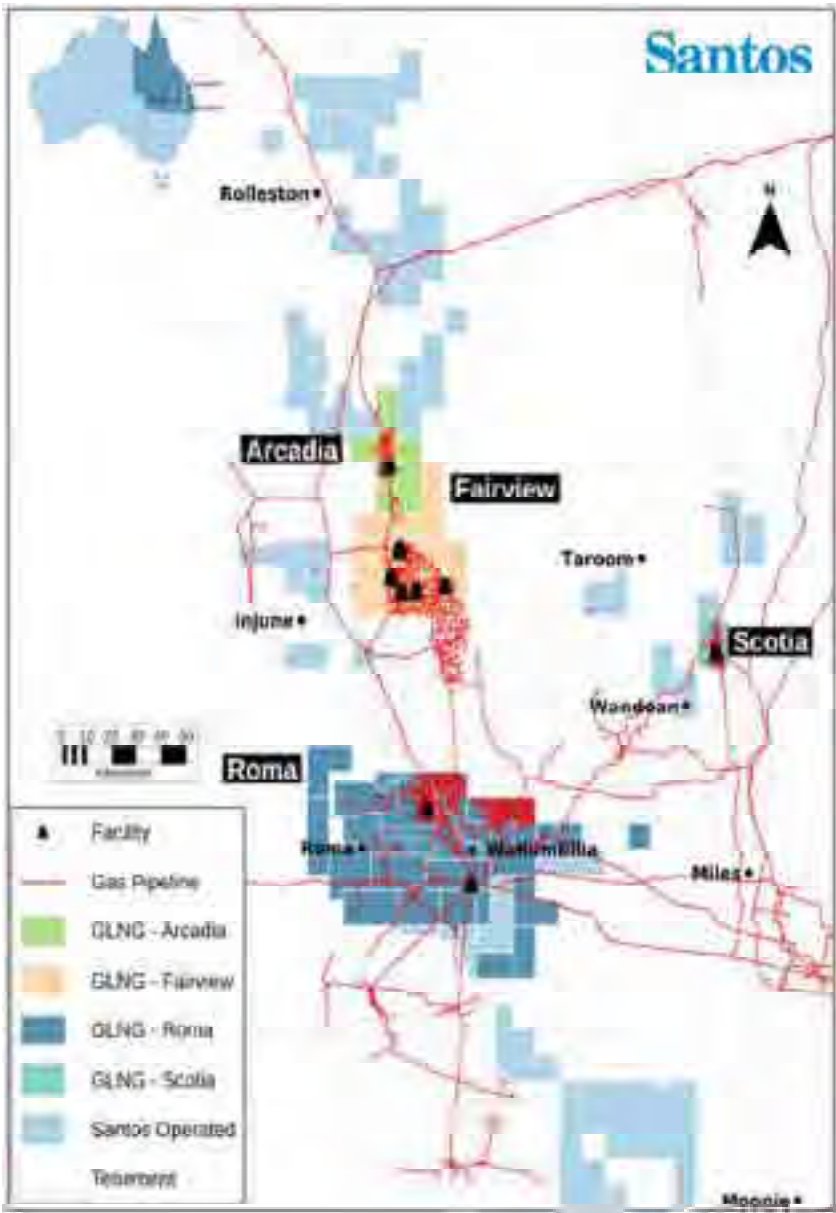 Santos
N
Rolleston
Arcadia
Fairview
Taroom
Injune
Scotia
Wandoan
Roma
Roma
Wallumbilla
Miles
Facility
Gas Pipeline
GLNG - Arcadia
GLNG - Fairview
GLNG - Roma
GLNG - Scotia
Santos Operated
Tenement
Moonie